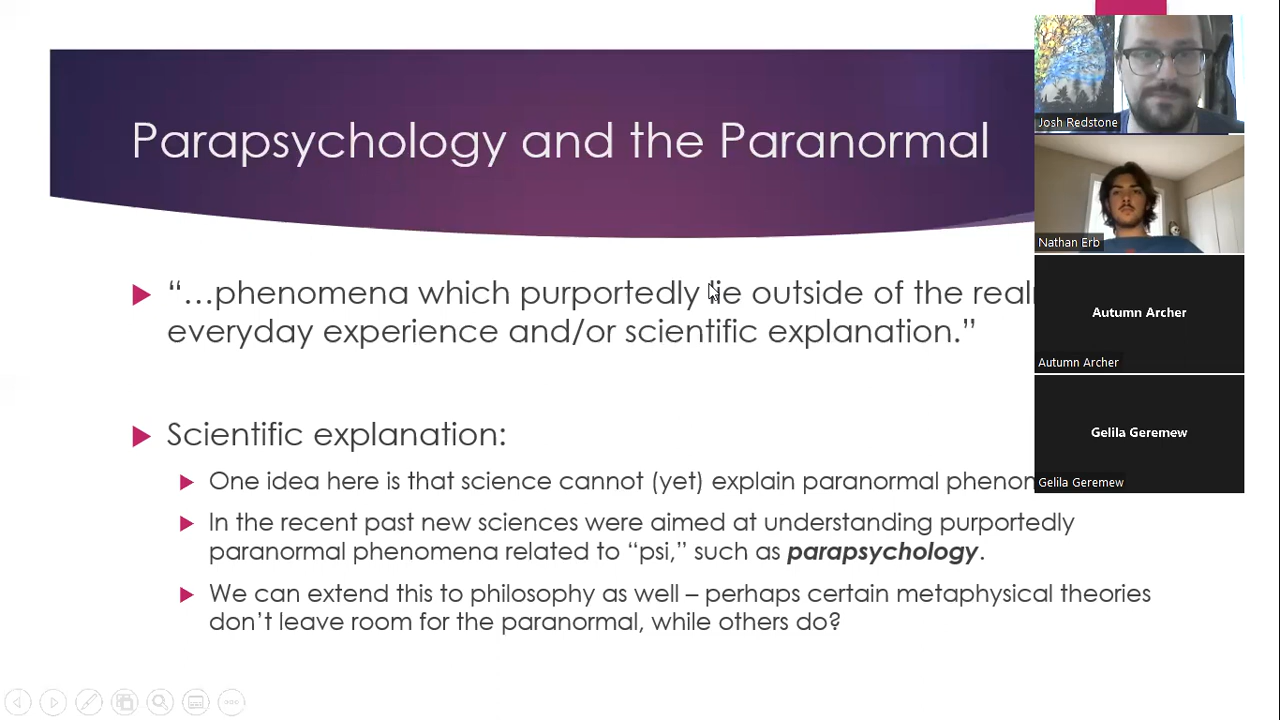 Parapsychology and the Paranormal
Josh Redstone
Nathan Erb
Autumn Archer
Autumn Archer
Gelila Geremew
Gelila Geremew
“…phenomena which purportedly lie outside of the
everyday experience and/or scientific explanation.”
Scientific explanation:
One idea here is that science cannot (yet) explain paranormal
In the recent past new sciences were aimed at understanding purportedly
paranormal phenomena related to “psi,” such as parapsychology.
We can extend this to philosophy as well – perhaps certain metaphysical theories
don’t leave room for the paranormal, while others do?